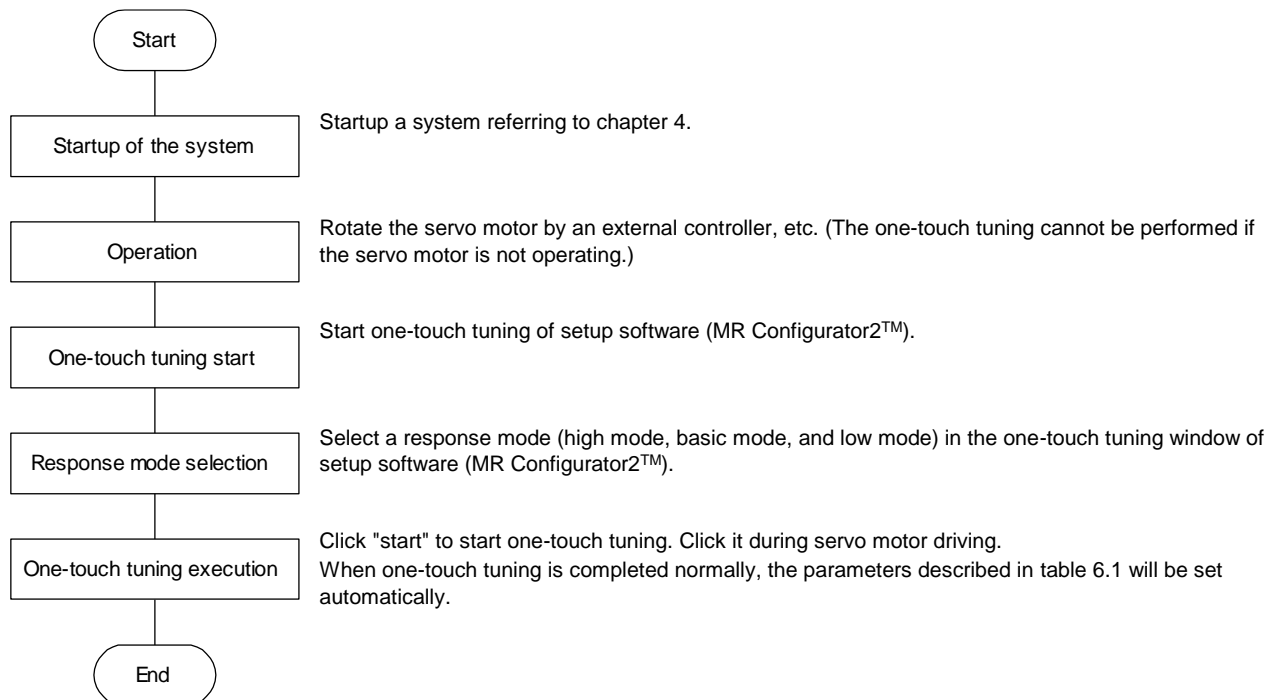 Start
Startup of the system
Startup a system referring to chapter 4.
Operation
Rotate the servo motor by an external controller, etc. (The one-touch tuning cannot be performed if
the servo motor is not operating.)
One-touch tuning start
Start one-touch tuning of setup software (MR Configurator2TM).
Response mode selection
Select a response mode (high mode, basic mode, and low mode) in the one-touch tuning window of
setup software (MR Configurator2TM).
One-touch tuning execution
Click "start" to start one-touch tuning. Click it during servo motor driving.
When one-touch tuning is completed normally, the parameters described in table 6.1 will be set
automatically.
End